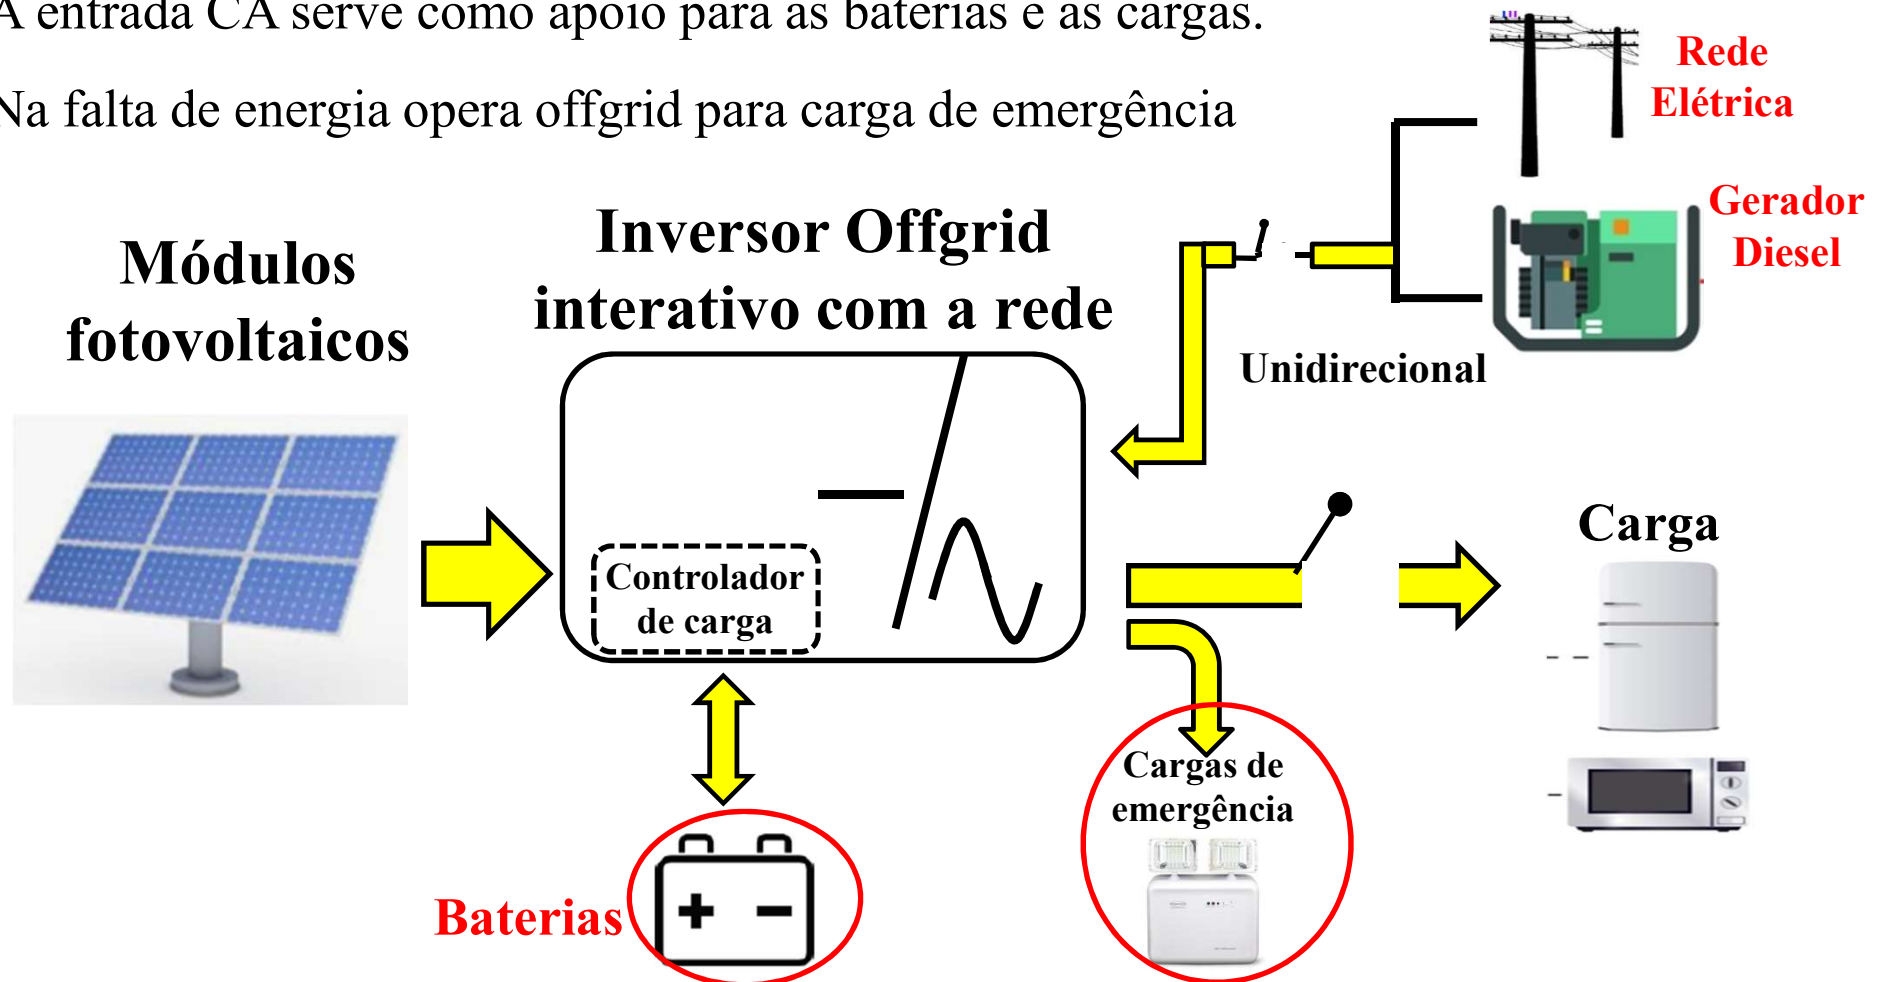 A entrada CA serve como apoio para as baterias e as cargas.
Na falta de energia opera offgrid para carga de emergência
Rede
Elétrica
Gerador
Diesel
Módulos
fotovoltaicos
Inversor Offgrid
interativo com a rede
Unidirecional
Controlador
de carga
Carga
Cargas de
emergência
Baterias